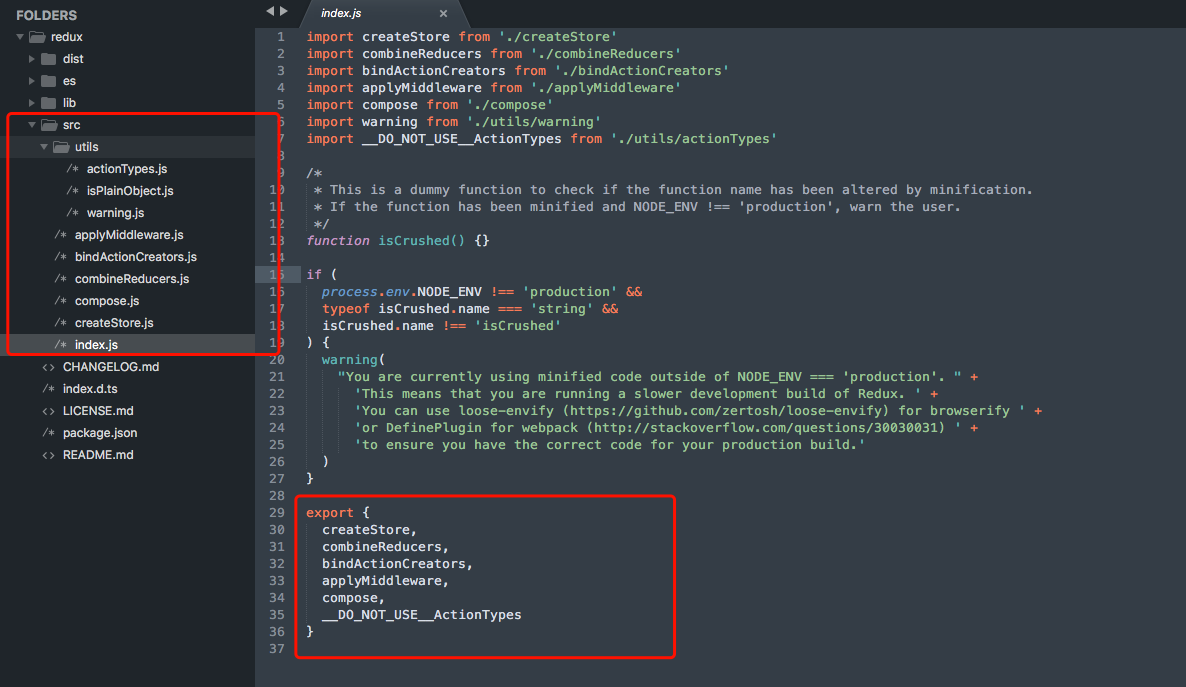 FOLDERS
redux
dist
es
lib
src
utils
/* actionTypes.js
/* isPlainObject.js
/* warning.js
/* applyMiddleware.js
/* bindActionCreators.js
/* combineReducers.js
/* compose.js
/* createStore.js
/* index.js
<> CHANGELOG.md
/* index.d.ts
<> LICENSE.md
/* package.json
<> README.md
index.js ×
1 import createStore from './createStore'
2 import combineReducers from './combineReducers'
3 import bindActionCreators from './bindActionCreators'
4 import applyMiddleware from './applyMiddleware'
5 import compose from './compose'
6 import warning from './utils/warning'
7 import __DO_NOT_USE__ActionTypes from './utils/actionTypes'
8
9 /*
10 * This is a dummy function to check if the function name has been altered by minification.
11 * If the function has been minified and NODE_ENV !== 'production', warn the user.
12 */
13 function isCrushed() {}
14
15 if (
16 process.env.NODE_ENV !== 'production' &&
17 typeof isCrushed.name === 'string' &&
18 isCrushed.name !== 'isCrushed'
19 ) {
20 warning(
21 "You are currently using minified code outside of NODE_ENV === 'production'. " +
22 'This means that you are running a slower development build of Redux. ' +
23 'You can use loose-envify (https://github.com/zertosh/loose-envify) for browserify ' +
24 'or DefinePlugin for webpack (http://stackoverflow.com/questions/30030031) ' +
25 'to ensure you have the correct code for your production build.'
26 )
27 }
28
29 export {
30 createStore,
31 combineReducers,
32 bindActionCreators,
33 applyMiddleware,
34 compose,
35 __DO_NOT_USE__ActionTypes
36 }
37